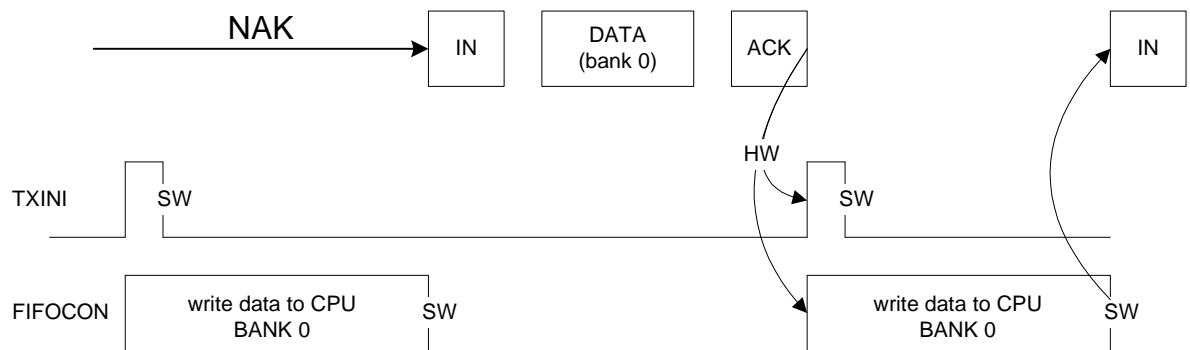 NAK
IN
DATA
(bank 0)
ACK
IN
HW
TXINI
SW
SW
FIFOCON
write data to CPU
BANK 0
SW
write data to CPU
BANK 0
SW